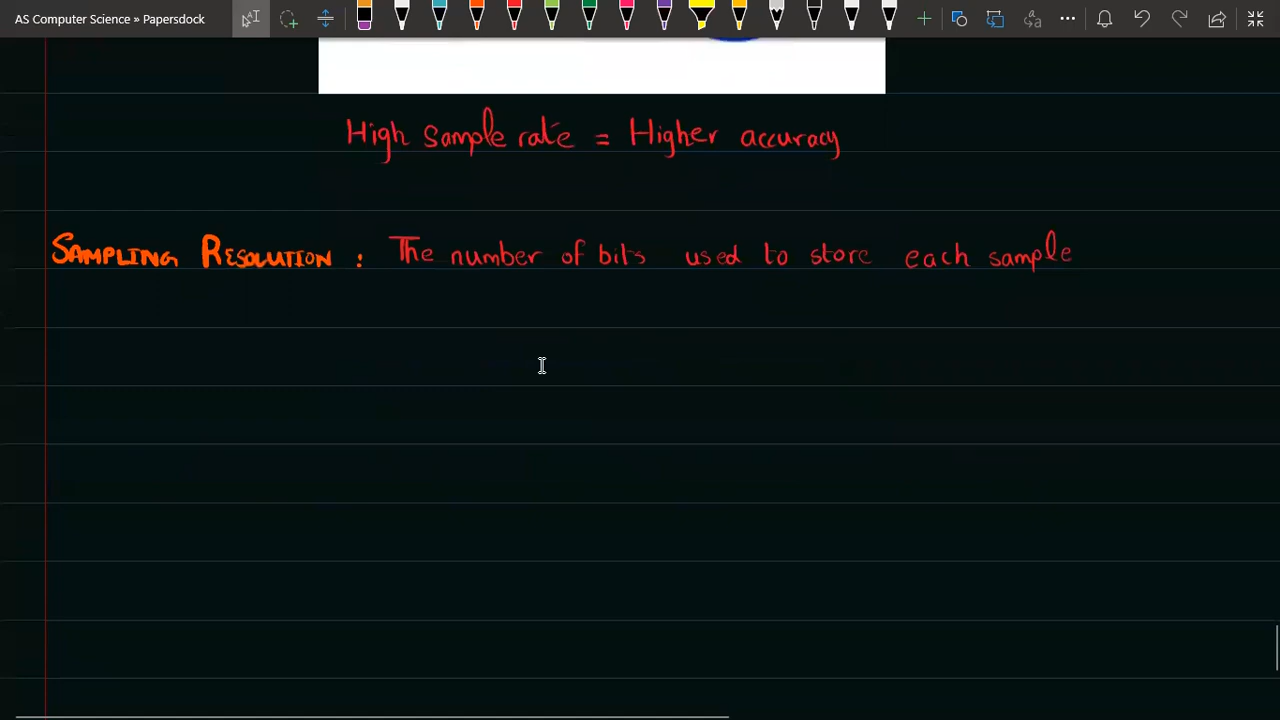 AS Computer Science » Papersdock
High sample rate = Higher accuracy
SAMPLING RESOLUTION : The number of bits used to store each sample